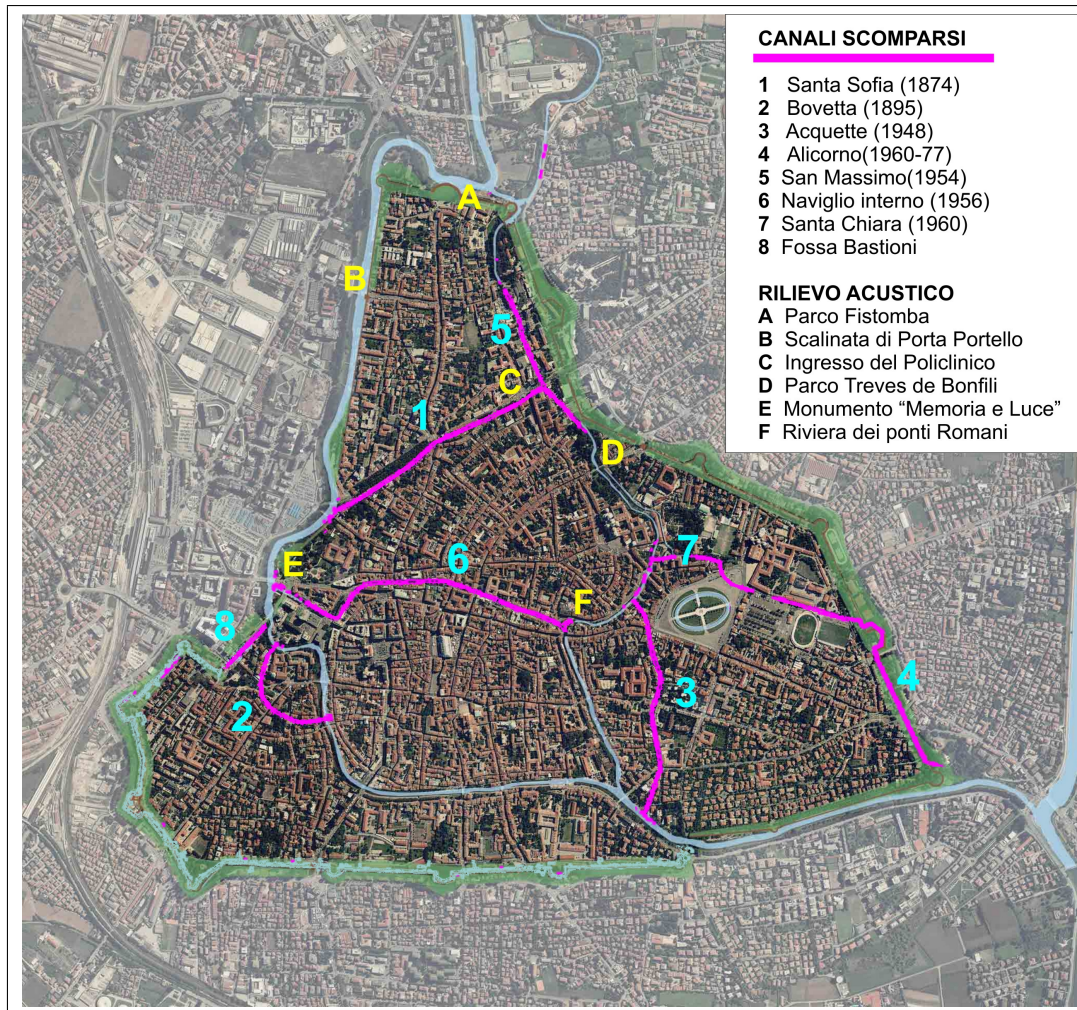 CANALI SCOMPARSI
1 Santa Sofia (1874)
2 Bovetta (1895)
3 Acquette (1948)
4 Alicorno(1960-77)
5 San Massimo(1954)
6 Naviglio interno (1956)
7 Santa Chiara (1960)
8 Fossa Bastioni
RILIEVO ACUSTICO
A Parco Fistomba
B Scalinata di Porta Portello
C Ingresso del Policlinico
D Parco Treves de Bonfili
E Monumento “Memoria e Luce”
F Riviera dei ponti Romani
A
B
5
C
1
D
7
6
E
F
8
4
3
2